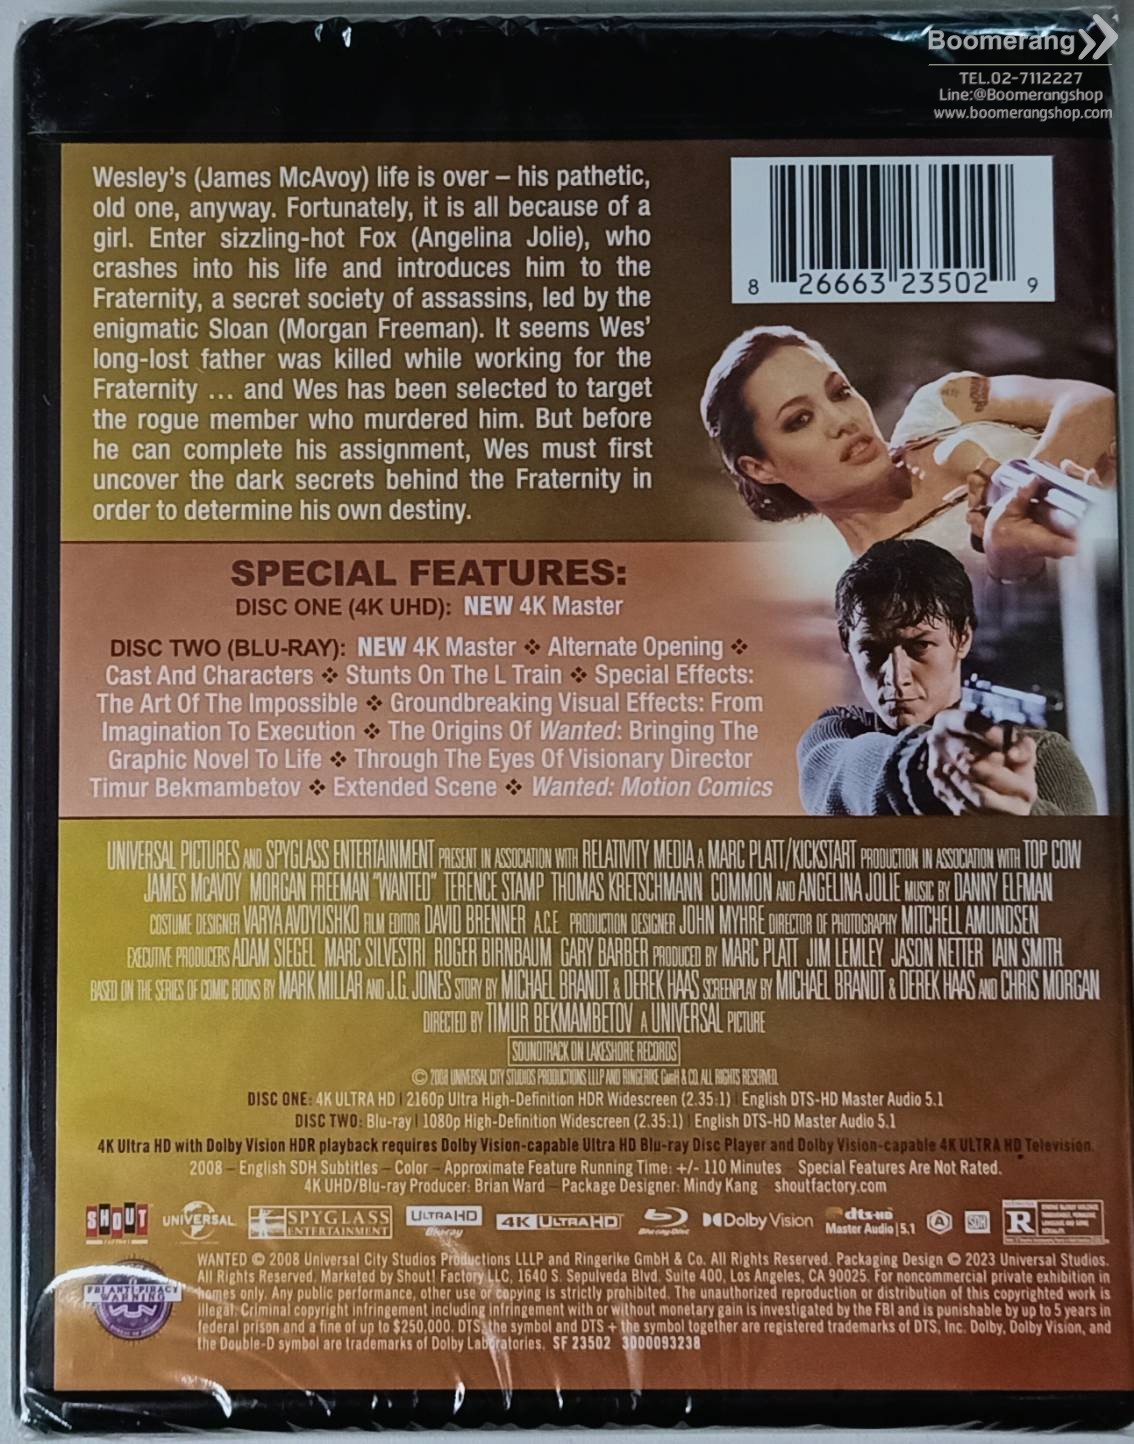 Boomerang
TEL.02-7112227
Line:@Boomerangshop
www.boomerangshop.com
Wesley's (James McAvoy) life is over – his pathetic,
old one, anyway. Fortunately, it is all because of a
girl. Enter sizzling-hot Fox (Angelina Jolie), who
crashes into his life and introduces him to the
Fraternity, a secret society of assassins, led by the
enigmatic Sloan (Morgan Freeman). It seems Wes'
long-lost father was killed while working for the
Fraternity ... and Wes has been selected to target
the rogue member who murdered him. But before
he can complete his assignment, Wes must first
uncover the dark secrets behind the Fraternity in
order to determine his own destiny.
8 26663 23502 9
SPECIAL FEATURES:
DISC ONE (4K UHD): NEW 4K Master
DISC TWO (BLU-RAY): NEW 4K Master ❖ Alternate Opening ❖
Cast And Characters ❖ Stunts On The L Train ❖ Special Effects:
The Art Of The Impossible ❖ Groundbreaking Visual Effects: From
Imagination To Execution ❖ The Origins Of Wanted: Bringing The
Graphic Novel To Life ❖ Through The Eyes Of Visionary Director
Timur Bekmambetov ❖ Extended Scene ❖ Wanted: Motion Comics
UNIVERSAL PICTURES AND SPYGLASS ENTERTAINMENT PRESENT IN ASSOCIATION WITH RELATIVITY MEDIA A MARC PLATT/KICKSTART PRODUCTION IN ASSOCIATION WITH TOP COW
JAMES McAVOY MORGAN FREEMAN "WANTED" TERENCE STAMP THOMAS KRETSCHMANN COMMON AND ANGELINA JOLIE MUSIC BY DANNY ELFMAN
COSTUME DESIGNER VARYA AVDYUSHKO FILM EDITOR DAVID BRENNER A.C.E. PRODUCTION DESIGNER JOHN MYHRE DIRECTOR OF PHOTOGRAPHY MITCHELL AMUNDSEN
EXECUTIVE PRODUCERS ADAM SIEGEL MARC SILVESTRI ROGER BIRNBAUM GARY BARBER PRODUCED BY MARC PLATT JIM LEMLEY JASON NETTER IAIN SMITH
BASED ON THE SERIES OF COMIC BOOKS BY MARK MILLAR AND J.G. JONES STORY BY MICHAEL BRANDT & DEREK HAAS SCREENPLAY BY MICHAEL BRANDT & DEREK HAAS AND CHRIS MORGAN
DIRECTED BY TIMUR BEKMAMBETOV A UNIVERSAL PICTURE
SOUNDTRACK ON LAKESHORE RECORDS
© 2008 UNIVERSAL CITY STUDIOS PRODUCTIONS LLLP AND RINGERIKE GmbH & CO. ALL RIGHTS RESERVED.
DISC ONE: 4K ULTRA HD | 2160p Ultra High-Definition HDR Widescreen (2.35:1) | English DTS-HD Master Audio 5.1
DISC TWO: Blu-ray | 1080p High-Definition Widescreen (2.35:1) | English DTS-HD Master Audio 5.1
4K Ultra HD with Dolby Vision HDR playback requires Dolby Vision-capable Ultra HD Blu-ray Disc Player and Dolby Vision-capable 4K ULTRA HD Television.
2008 – English SDH Subtitles – Color – Approximate Feature Running Time: +/- 110 Minutes – Special Features Are Not Rated.
4K UHD/Blu-ray Producer: Brian Ward – Package Designer: Mindy Kang – shoutfactory.com
SHOUT UNIVERSAL SPYGLASS ENTERTAINMENT ULTRA HD Blu-ray 4K ULTRA HD Blu-ray Disc Dolby Vision dts-HD Master Audio | 5.1 A SDH R
FBI ANTI-PIRACY WARNING
WANTED © 2008 Universal City Studios Productions LLLP and Ringerike GmbH & Co. All Rights Reserved. Packaging Design © 2023 Universal Studios.
All Rights Reserved. Marketed by Shout! Factory LLC, 1640 S. Sepulveda Blvd. Suite 400, Los Angeles, CA 90025. For noncommercial private exhibition in
homes only. Any public performance, other use or copying is strictly prohibited. The unauthorized reproduction or distribution of this copyrighted work is
illegal. Criminal copyright infringement including infringement with or without monetary gain is investigated by the FBI and is punishable by up to 5 years in
federal prison and a fine of up to $250,000. DTS, the symbol and DTS + the symbol together are registered trademarks of DTS, Inc. Dolby, Dolby Vision, and
the Double-D symbol are trademarks of Dolby Laboratories. SF 23502 3000093238